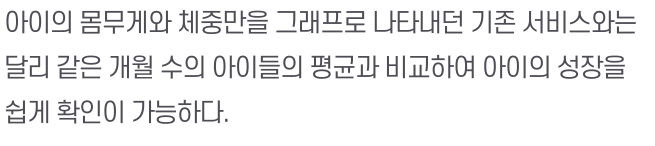 아이의 몸무게와 체중만을 그래프로 나타내던 기존 서비스와는
달리 같은 개월 수의 아이들의 평균과 비교하여 아이의 성장을
쉽게 확인이 가능하다.